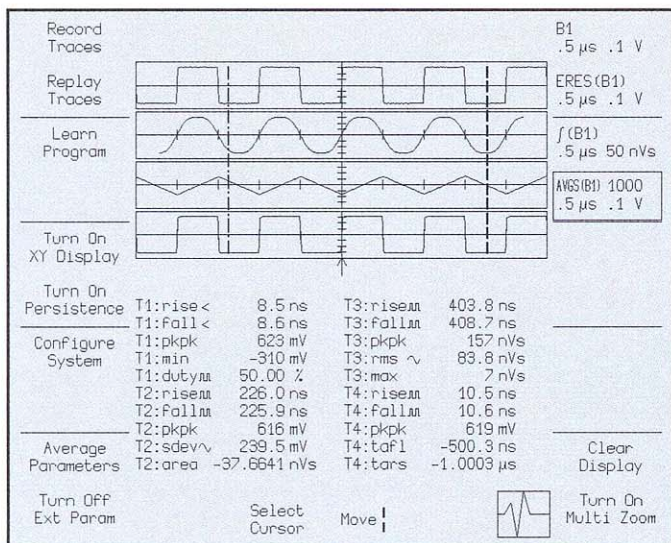 Record
Traces
Replay
Traces
Learn
Program
Turn On
XY Display
Turn On
Persistence
Configure
System
Average
Parameters
Turn Off
Ext Param
B1
.5 µs .1 V
ERES(B1)
.5 µs .1 V
∫(B1)
.5 µs 50 nVs
AVGS(B1) 1000
.5 µs .1 V
T1:rise< 8.5 ns
T1:fall< 8.6 ns
T1:pkpk 623 mV
T1:min -310 mV
T1:duty 50.00 %
T2:rise 226.0 ns
T2:fall 225.9 ns
T2:pkpk 616 mV
T2:sdev~ 239.5 mV
T2:area -37.6641 nVs
T3:rise 403.8 ns
T3:fall 408.7 ns
T3:pkpk 157 nVs
T3:rms ~ 83.8 nVs
T3:max 7 nVs
T4:rise 10.5 ns
T4:fall 10.6 ns
T4:pkpk 619 mV
T4:tafl -500.3 ns
T4:tars -1.0003 µs
Select
Cursor
Move
Clear
Display
Turn On
Multi Zoom